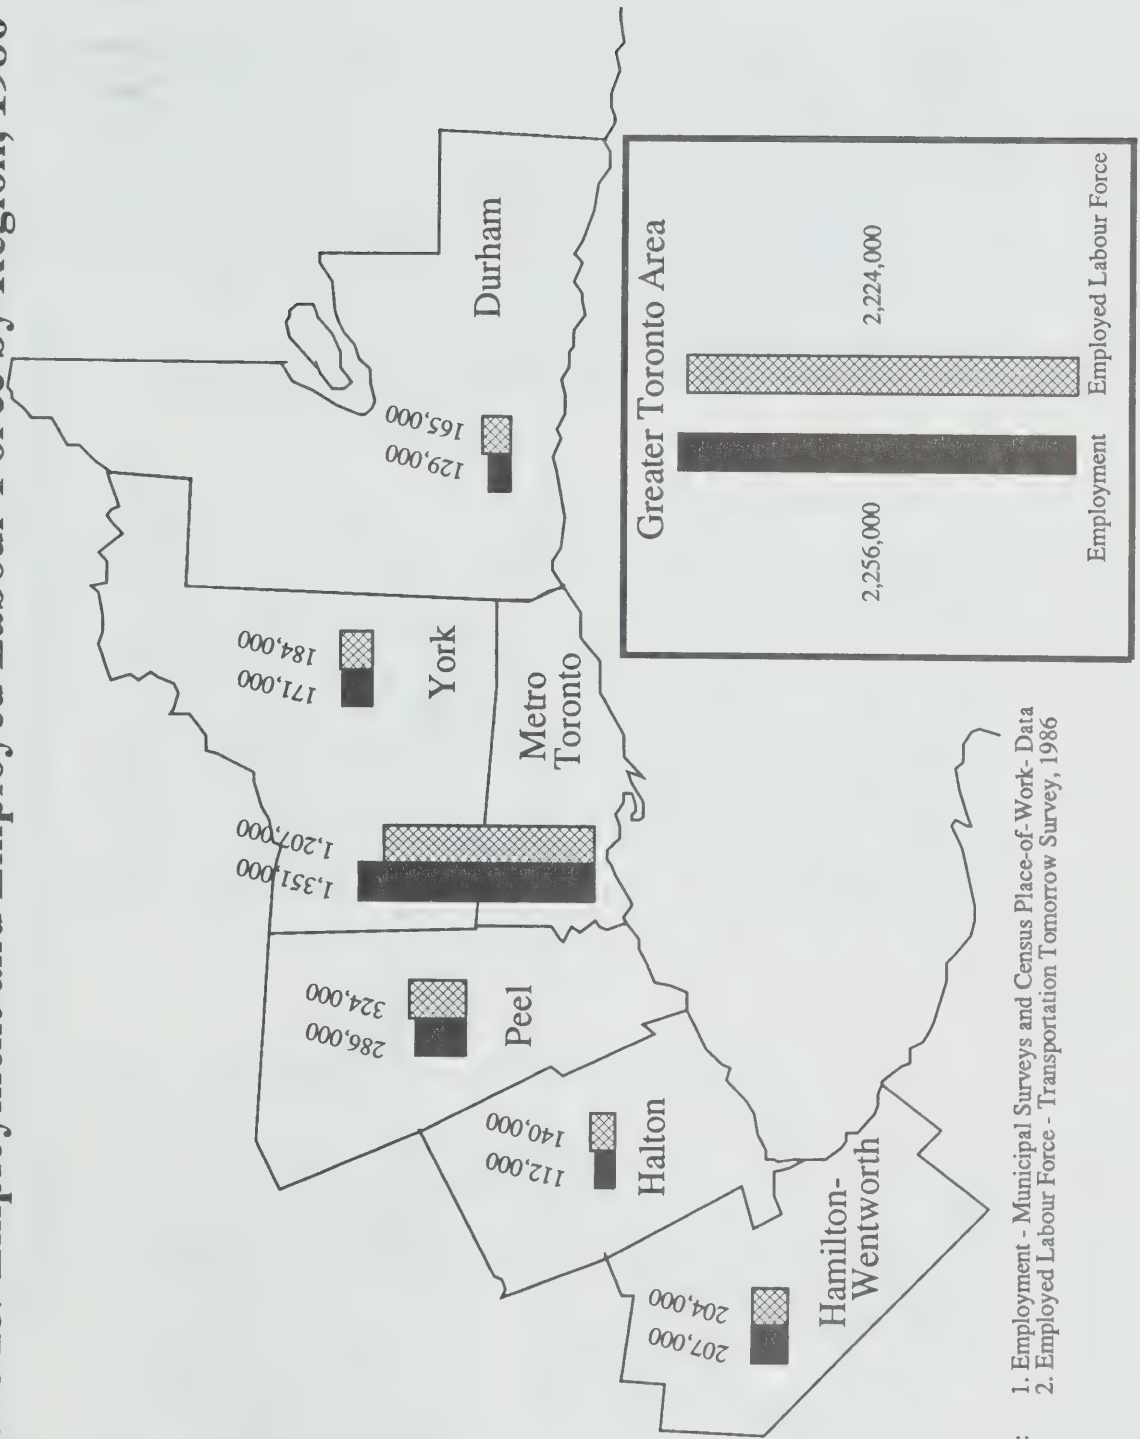 Employment and Employed Labour Force by Region, 1986
Durham
129,000
165,000
York
171,000
184,000
Metro
Toronto
1,351,000
1,207,000
Peel
286,000
324,000
Halton
112,000
140,000
Hamilton-
Wentworth
207,000
204,000
Greater Toronto Area
2,256,000
2,224,000
Employment
Employed Labour Force
1. Employment - Municipal Surveys and Census Place-of-Work- Data
2. Employed Labour Force - Transportation Tomorrow Survey, 1986